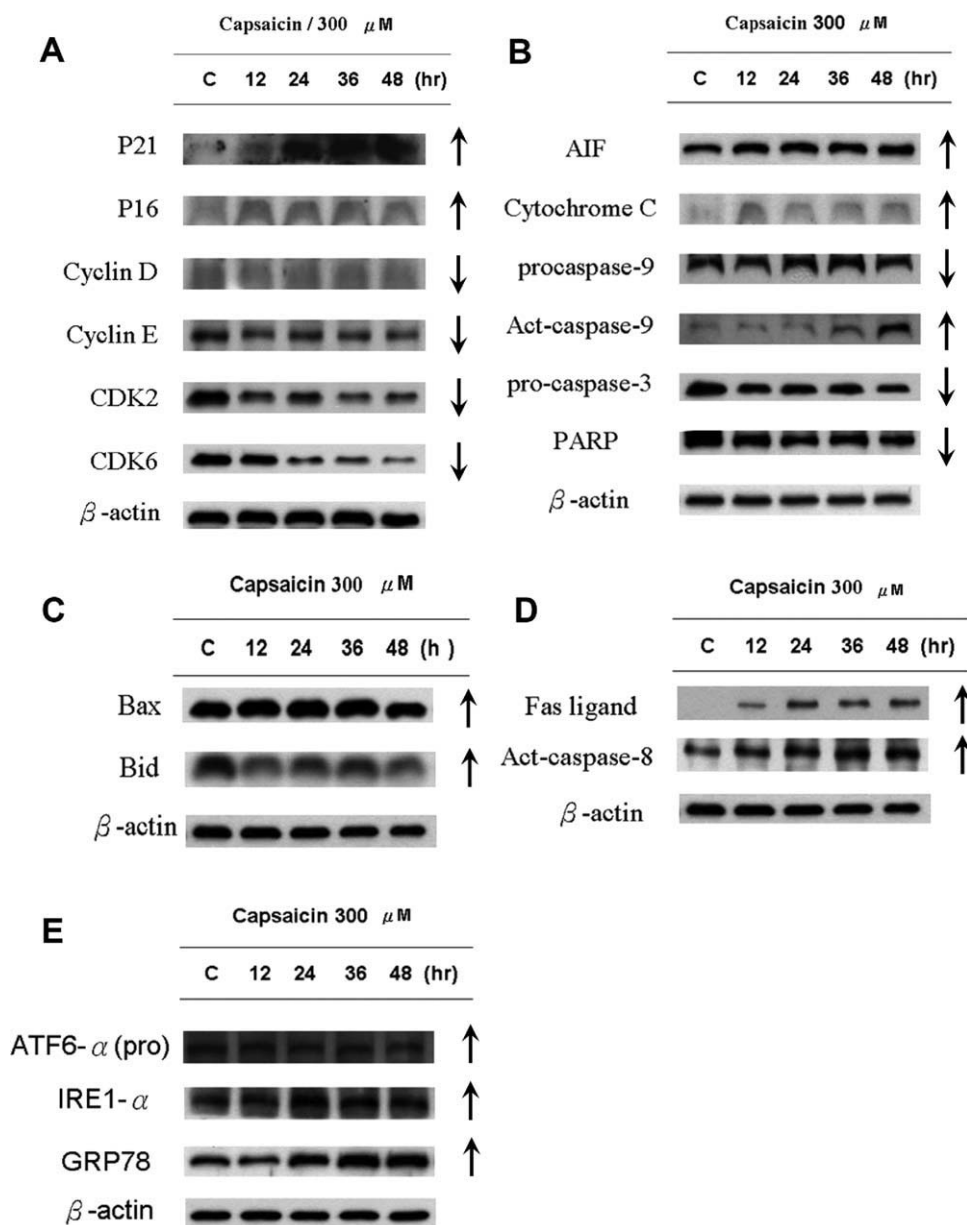 A
Capsaicin / 300 μM
C 12 24 36 48 (hr)
P21 ↑
P16 ↑
Cyclin D ↓
Cyclin E ↓
CDK2 ↓
CDK6 ↓
β-actin
B
Capsaicin 300 μM
C 12 24 36 48 (hr)
AIF ↑
Cytochrome C ↑
procaspase-9 ↓
Act-caspase-9 ↑
pro-caspase-3 ↓
PARP ↓
β-actin
C
Capsaicin 300 μM
C 12 24 36 48 (h )
Bax ↑
Bid ↑
β-actin
D
Capsaicin 300 μM
C 12 24 36 48 (hr)
Fas ligand ↑
Act-caspase-8 ↑
β-actin
E
Capsaicin 300 μM
C 12 24 36 48 (hr)
ATF6-α(pro) ↑
IRE1-α ↑
GRP78 ↑
β-actin